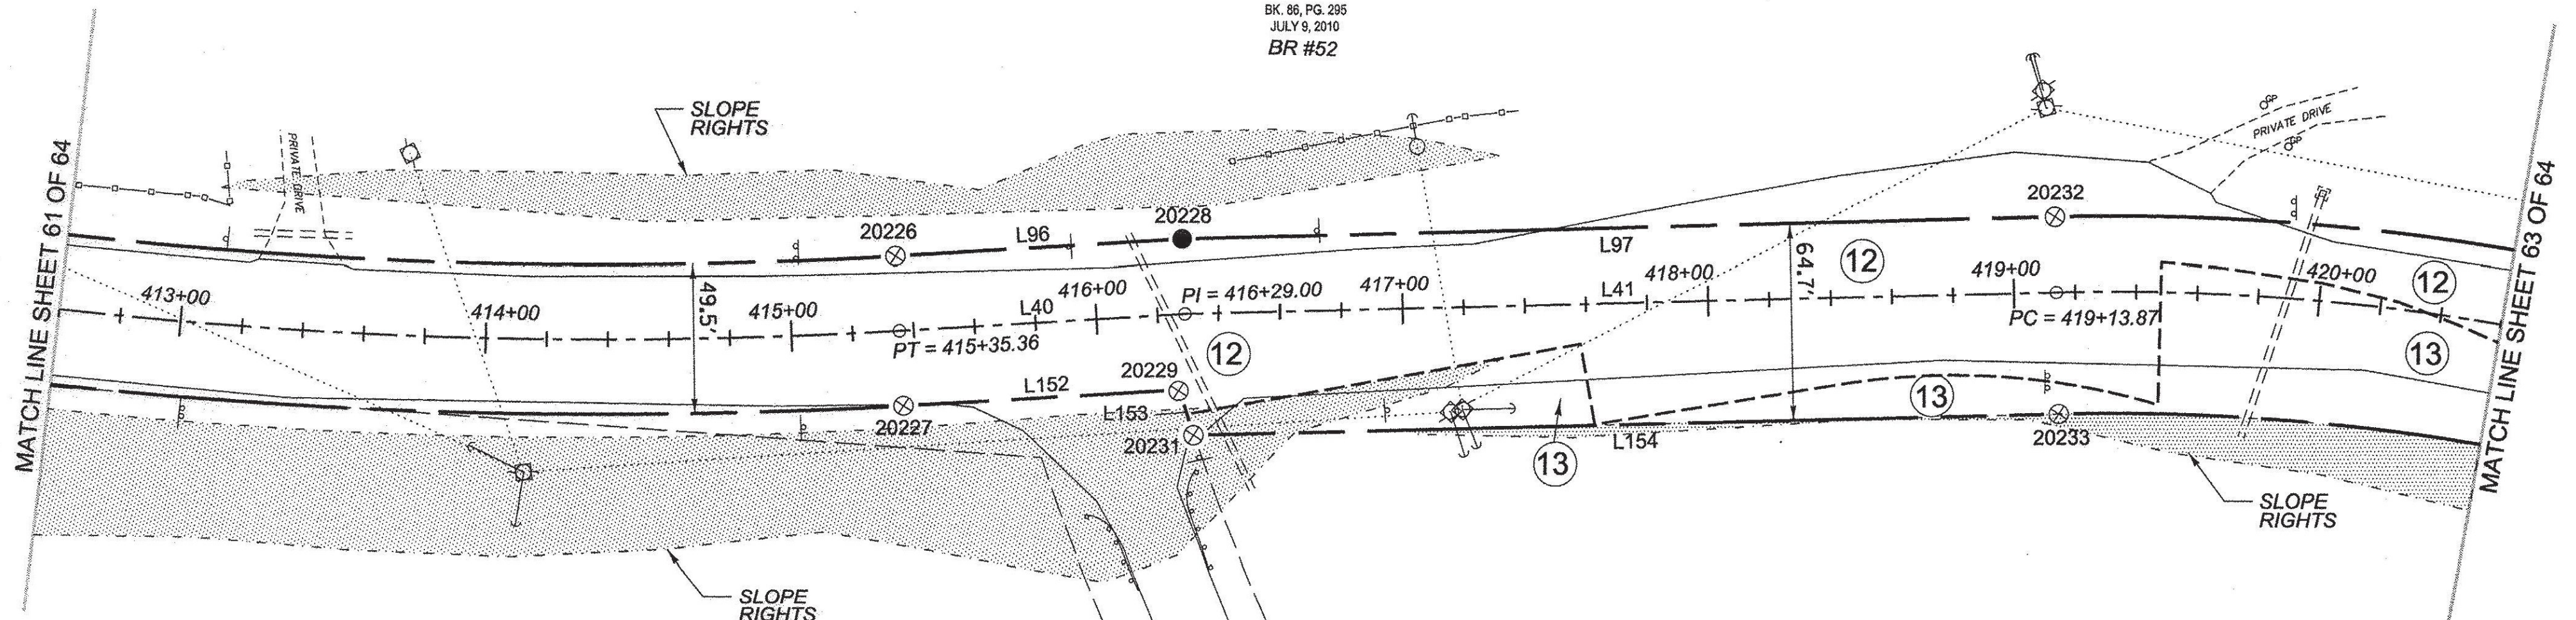 BK. 86, PG. 295
JULY 9, 2010
BR #52
MATCH LINE SHEET 61 OF 64
PRIVATE DRIVE
SLOPE
RIGHTS
20226
L96
20228
L97
20232
GP
GP
PRIVATE DRIVE
MATCH LINE SHEET 63 OF 64
413+00
414+00
415+00
49.5'
L40
416+00
PI = 416+29.00
417+00
L41
418+00
64.7'
12
419+00
420+00
12
PT = 415+35.36
PC = 419+13.87
12
13
20227
L152
20229
L153
20231
13
L154
13
20233
SLOPE
RIGHTS
SLOPE
RIGHTS